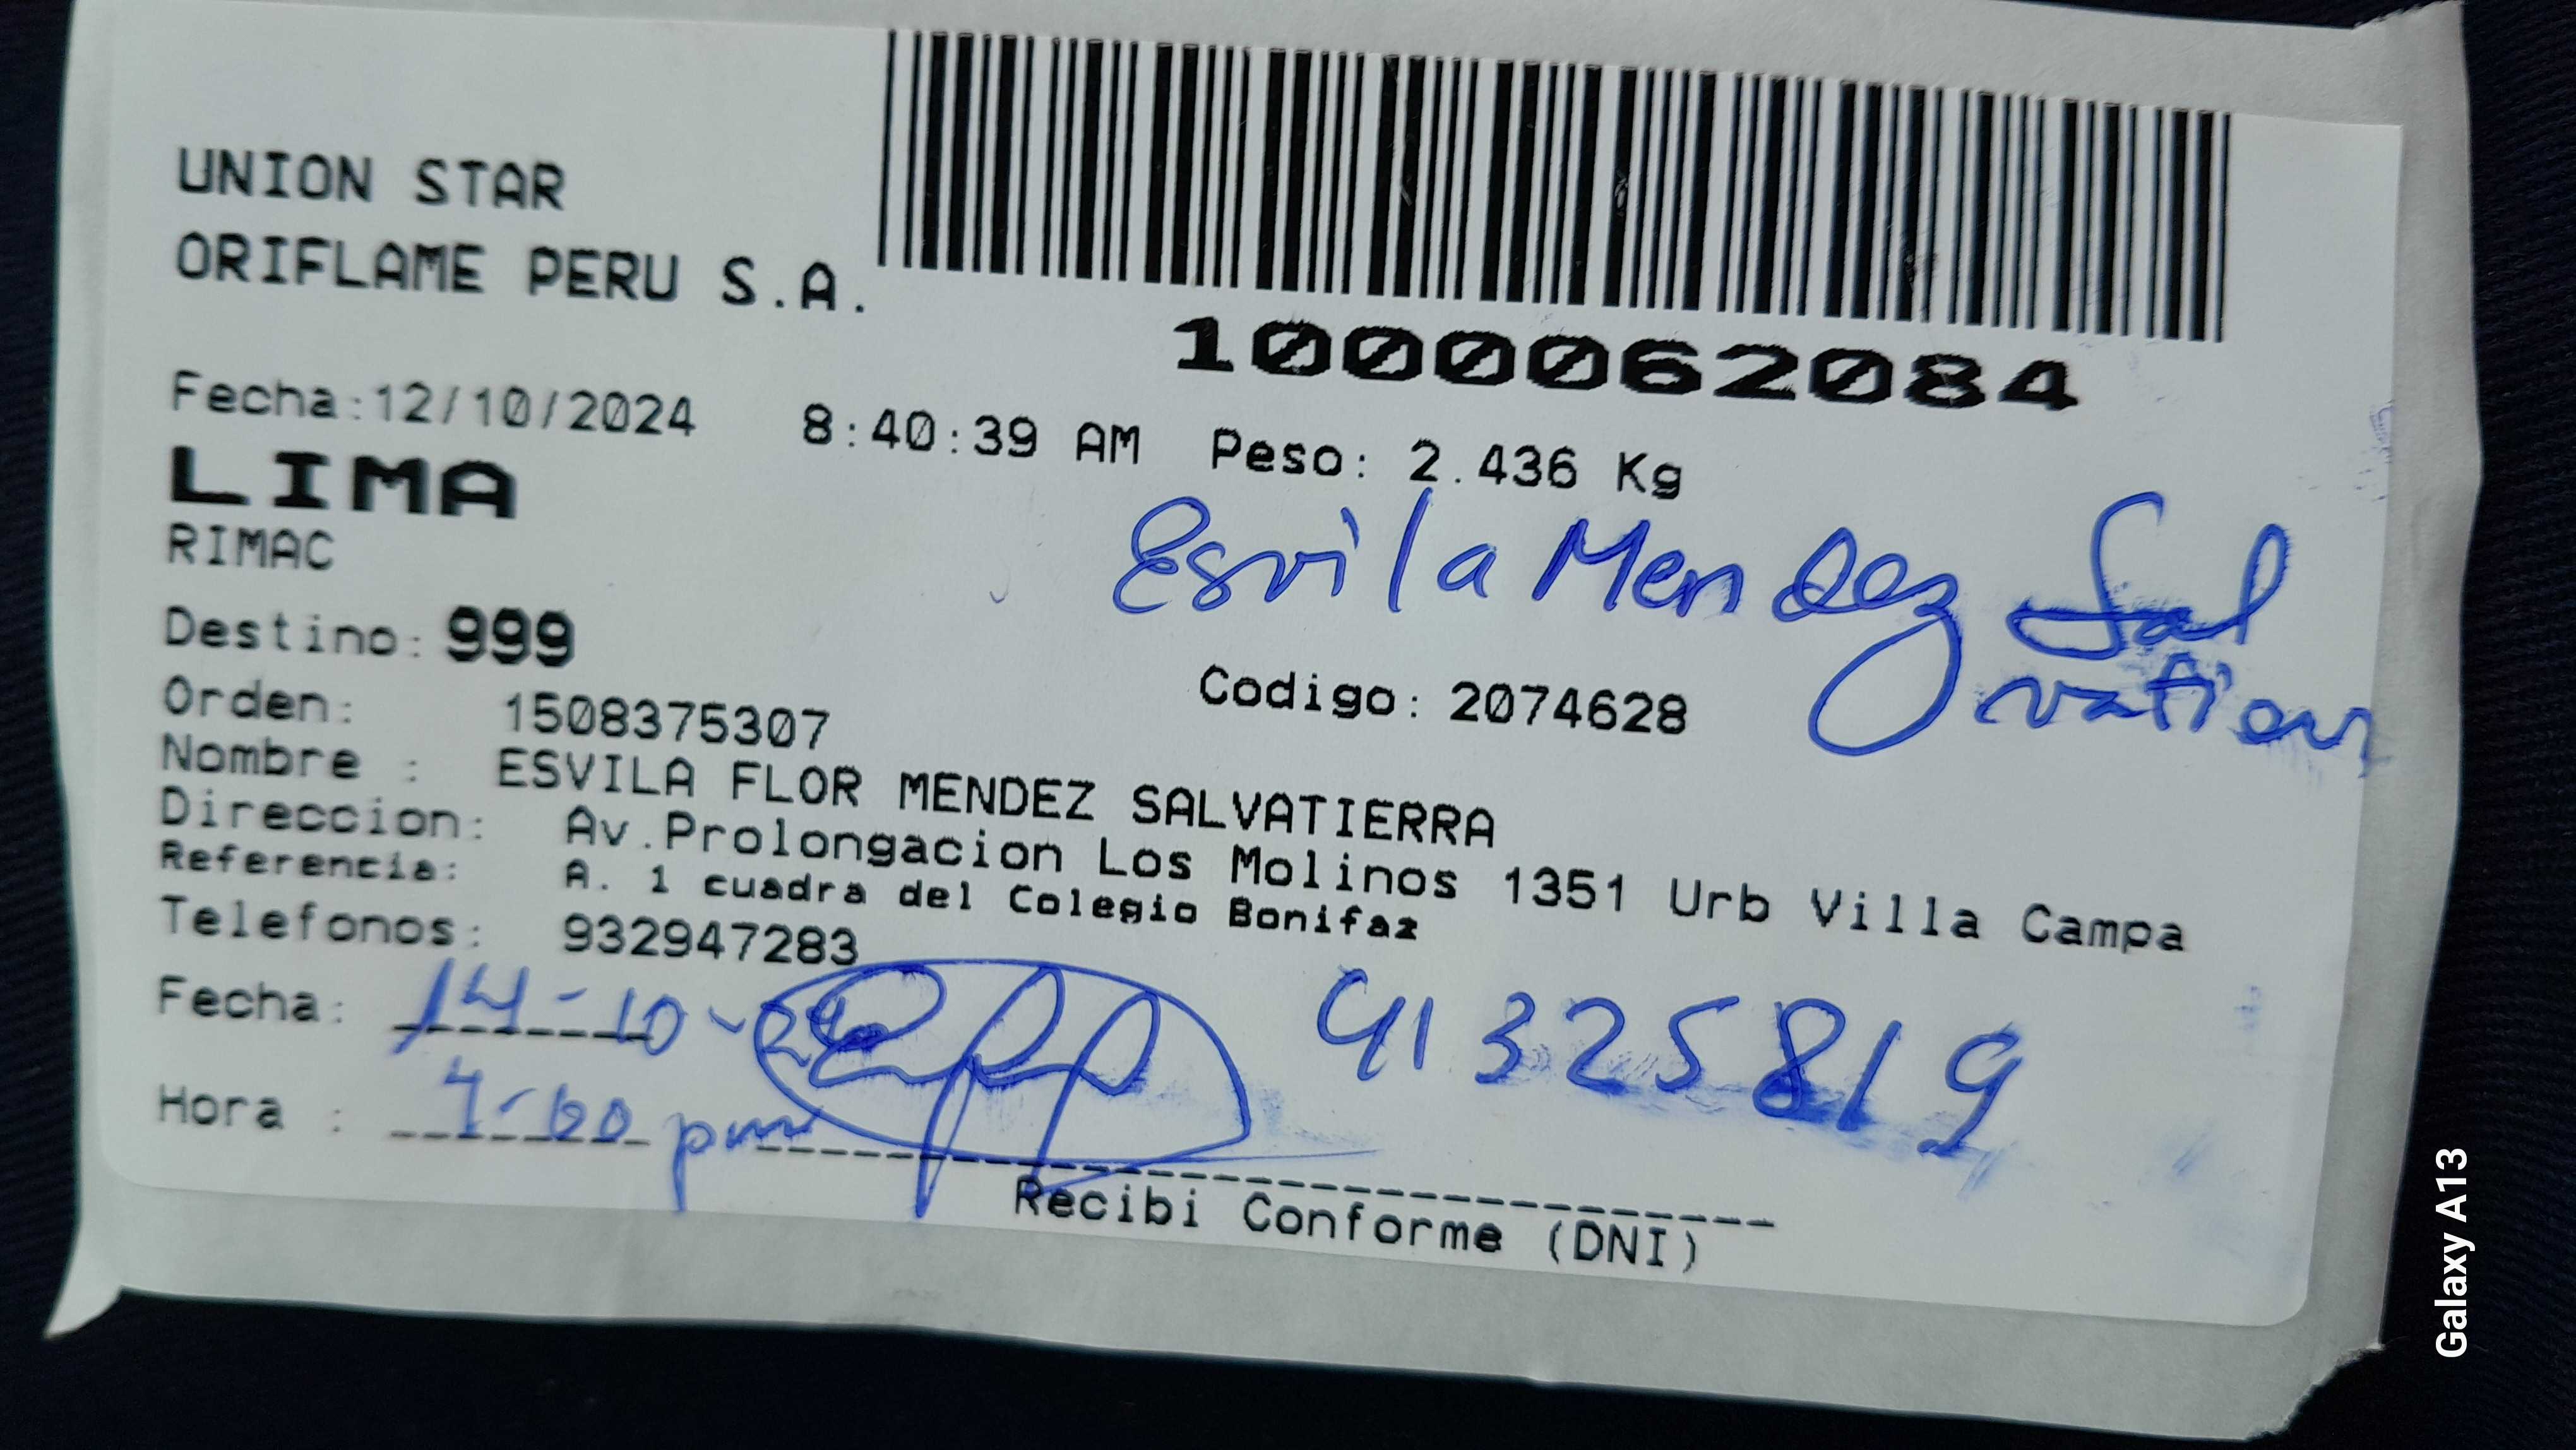 UNION STAR
ORIFLAME PERU S.A.
1000062084
Fecha:12/10/2024 8:40:39 AM Peso: 2.436 Kg
LIMA
RIMAC
Esvila Mendez Sal
Destino: 999
Orden: 1508375307 Codigo: 2074628
Nombre : ESVILA FLOR MENDEZ SALVATIERRA
Direccion: Av.Prolongacion Los Molinos 1351 Urb Villa Campa
Referencia: A. 1 cuadra del Colegio Bonifaz
Telefonos: 932947283
Fecha: 14-10-24 41325819
Hora : pm
Recibi Conforme (DNI)
Galaxy A13